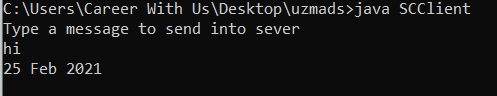 C:\Users\Career With Us\Desktop\uzmads>java SCClient
Type a message to send into sever
hi
25 Feb 2021